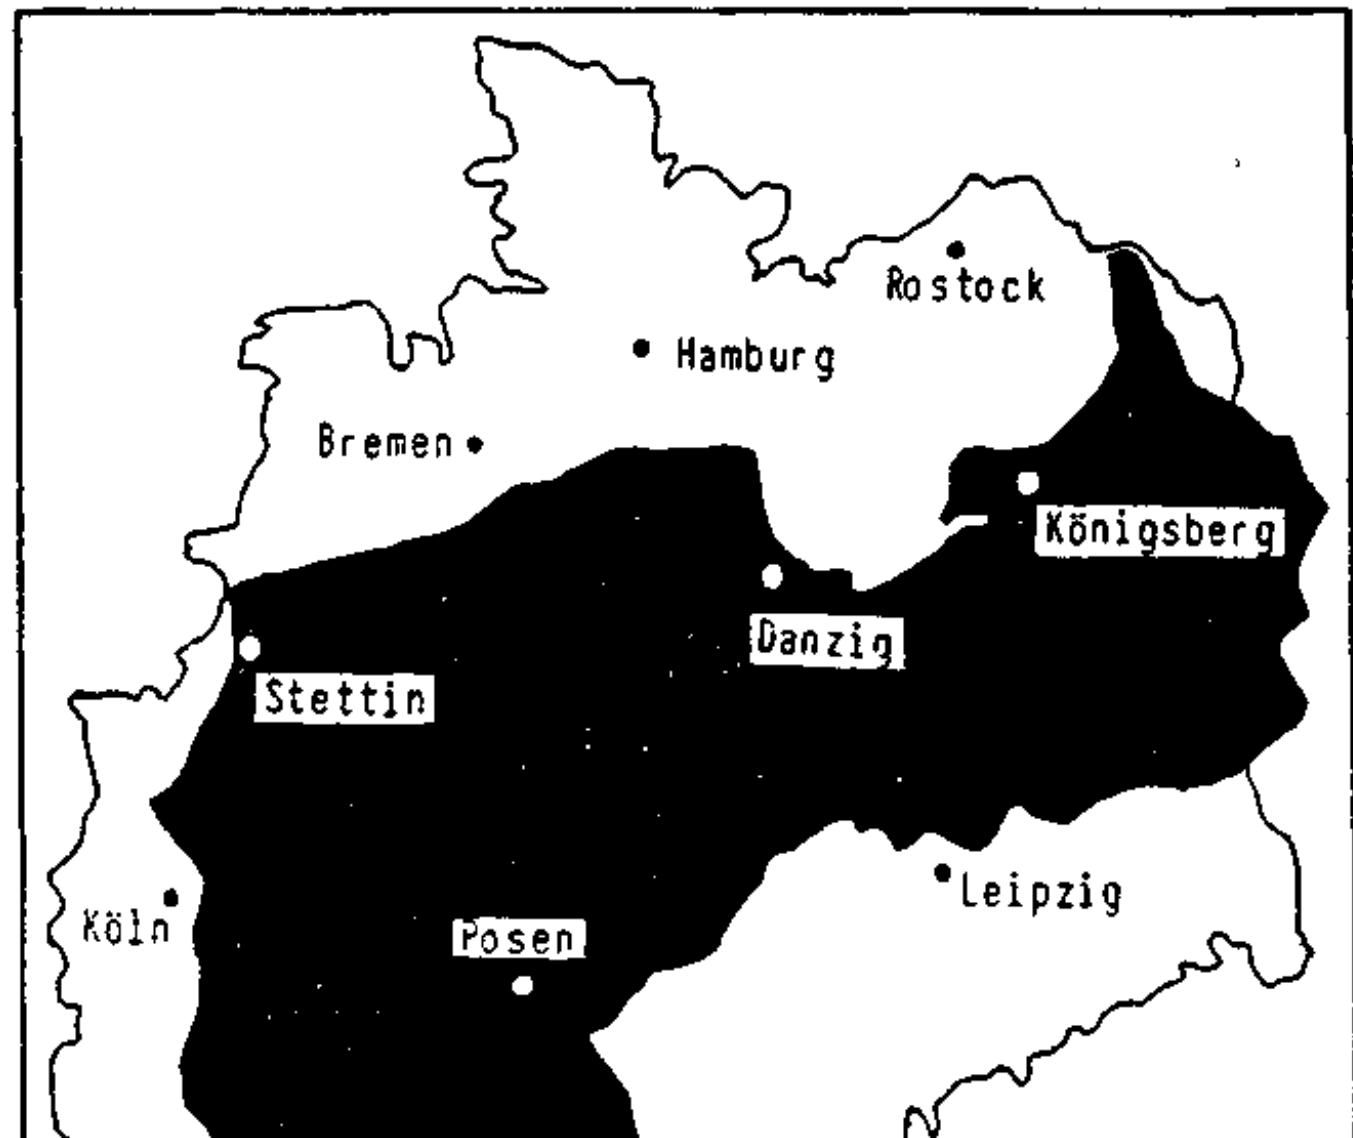 Rostock
Hamburg
Bremen
Königsberg
Danzig
Stettin
Leipzig
Köln
Posen